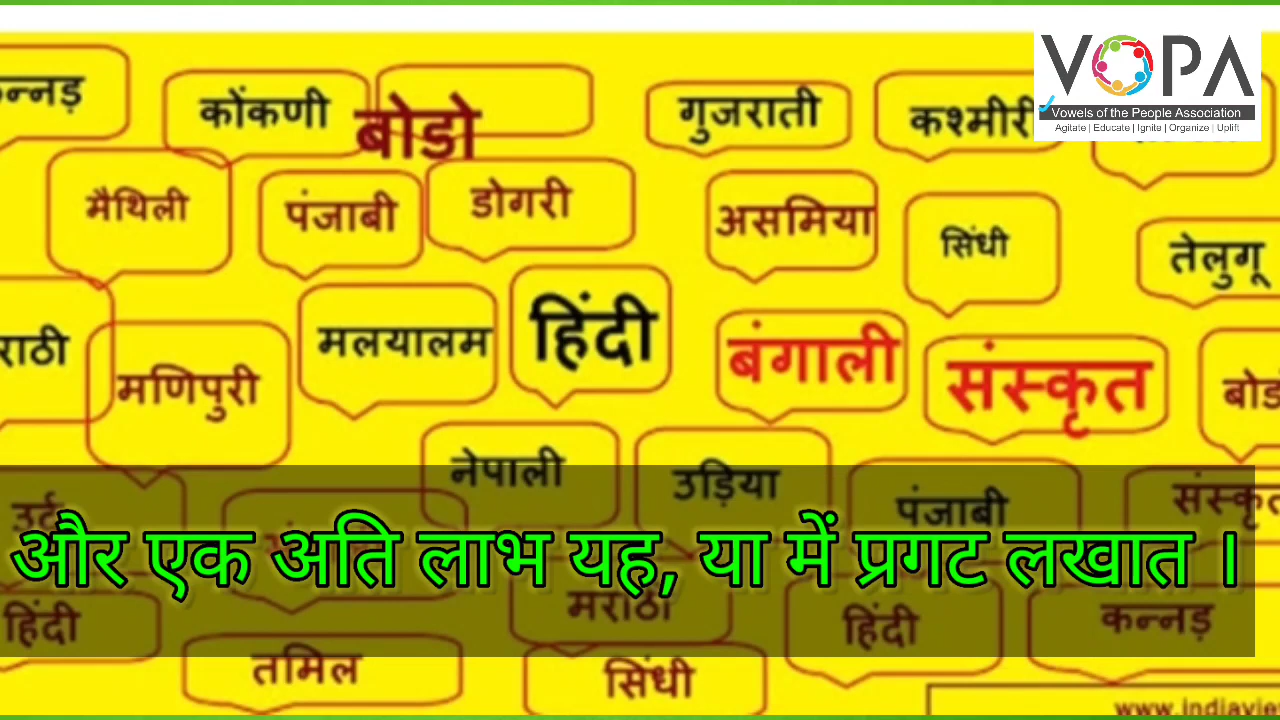 कोंकणी
बोडो
गुजराती
कश्मीरी
VOPA
Vowels of the People Association
Agitate | Educate | Ignite | Organize | Uplift
मैथिली
पंजाबी
डोगरी
असमिया
सिंधी
तेलुगू
मणिपुरी
मलयालम
हिंदी
बंगाली
संस्कृत
नेपाली
उड़िया
पंजाबी
और एक अति लाभ यह, या में प्रगट लखात ।
हिंदी
मराठी
हिंदी
कन्नड़
तमिल
सिंधी